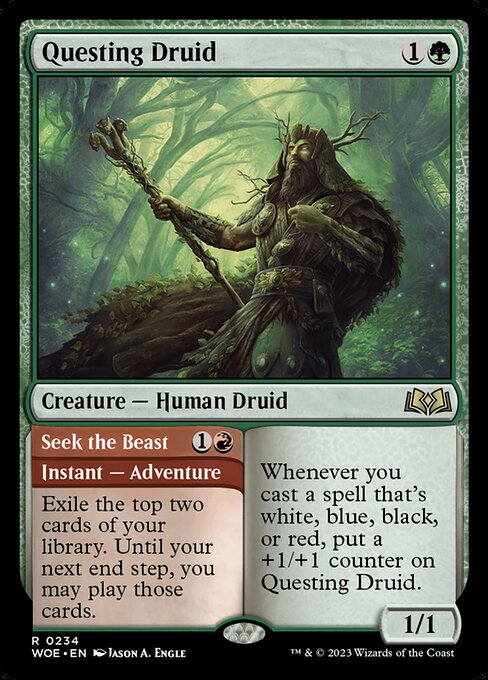 Questing Druid 1
Creature — Human Druid
Seek the Beast 1
Instant — Adventure
Exile the top two
cards of your
library. Until your
next end step, you
may play those
cards.
Whenever you
cast a spell that's
white, blue, black,
or red, put a
+1/+1 counter on
Questing Druid.
1/1
R 0234
WOE • EN Jason A. Engle
™ & © 2023 Wizards of the Coast